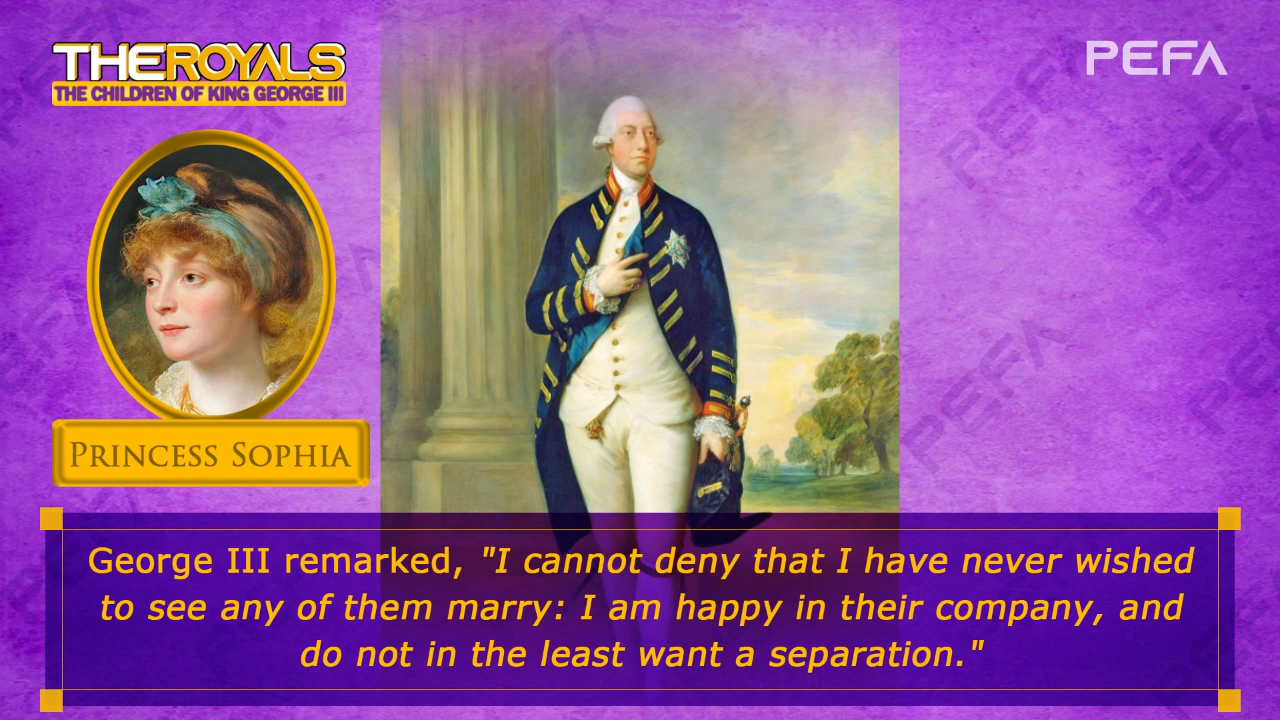 THEROYALS
THE CHILDREN OF KING GEORGE III
PEFA
PRINCESS SOPHIA
George III remarked, "I cannot deny that I have never wished
to see any of them marry: I am happy in their company, and
do not in the least want a separation."